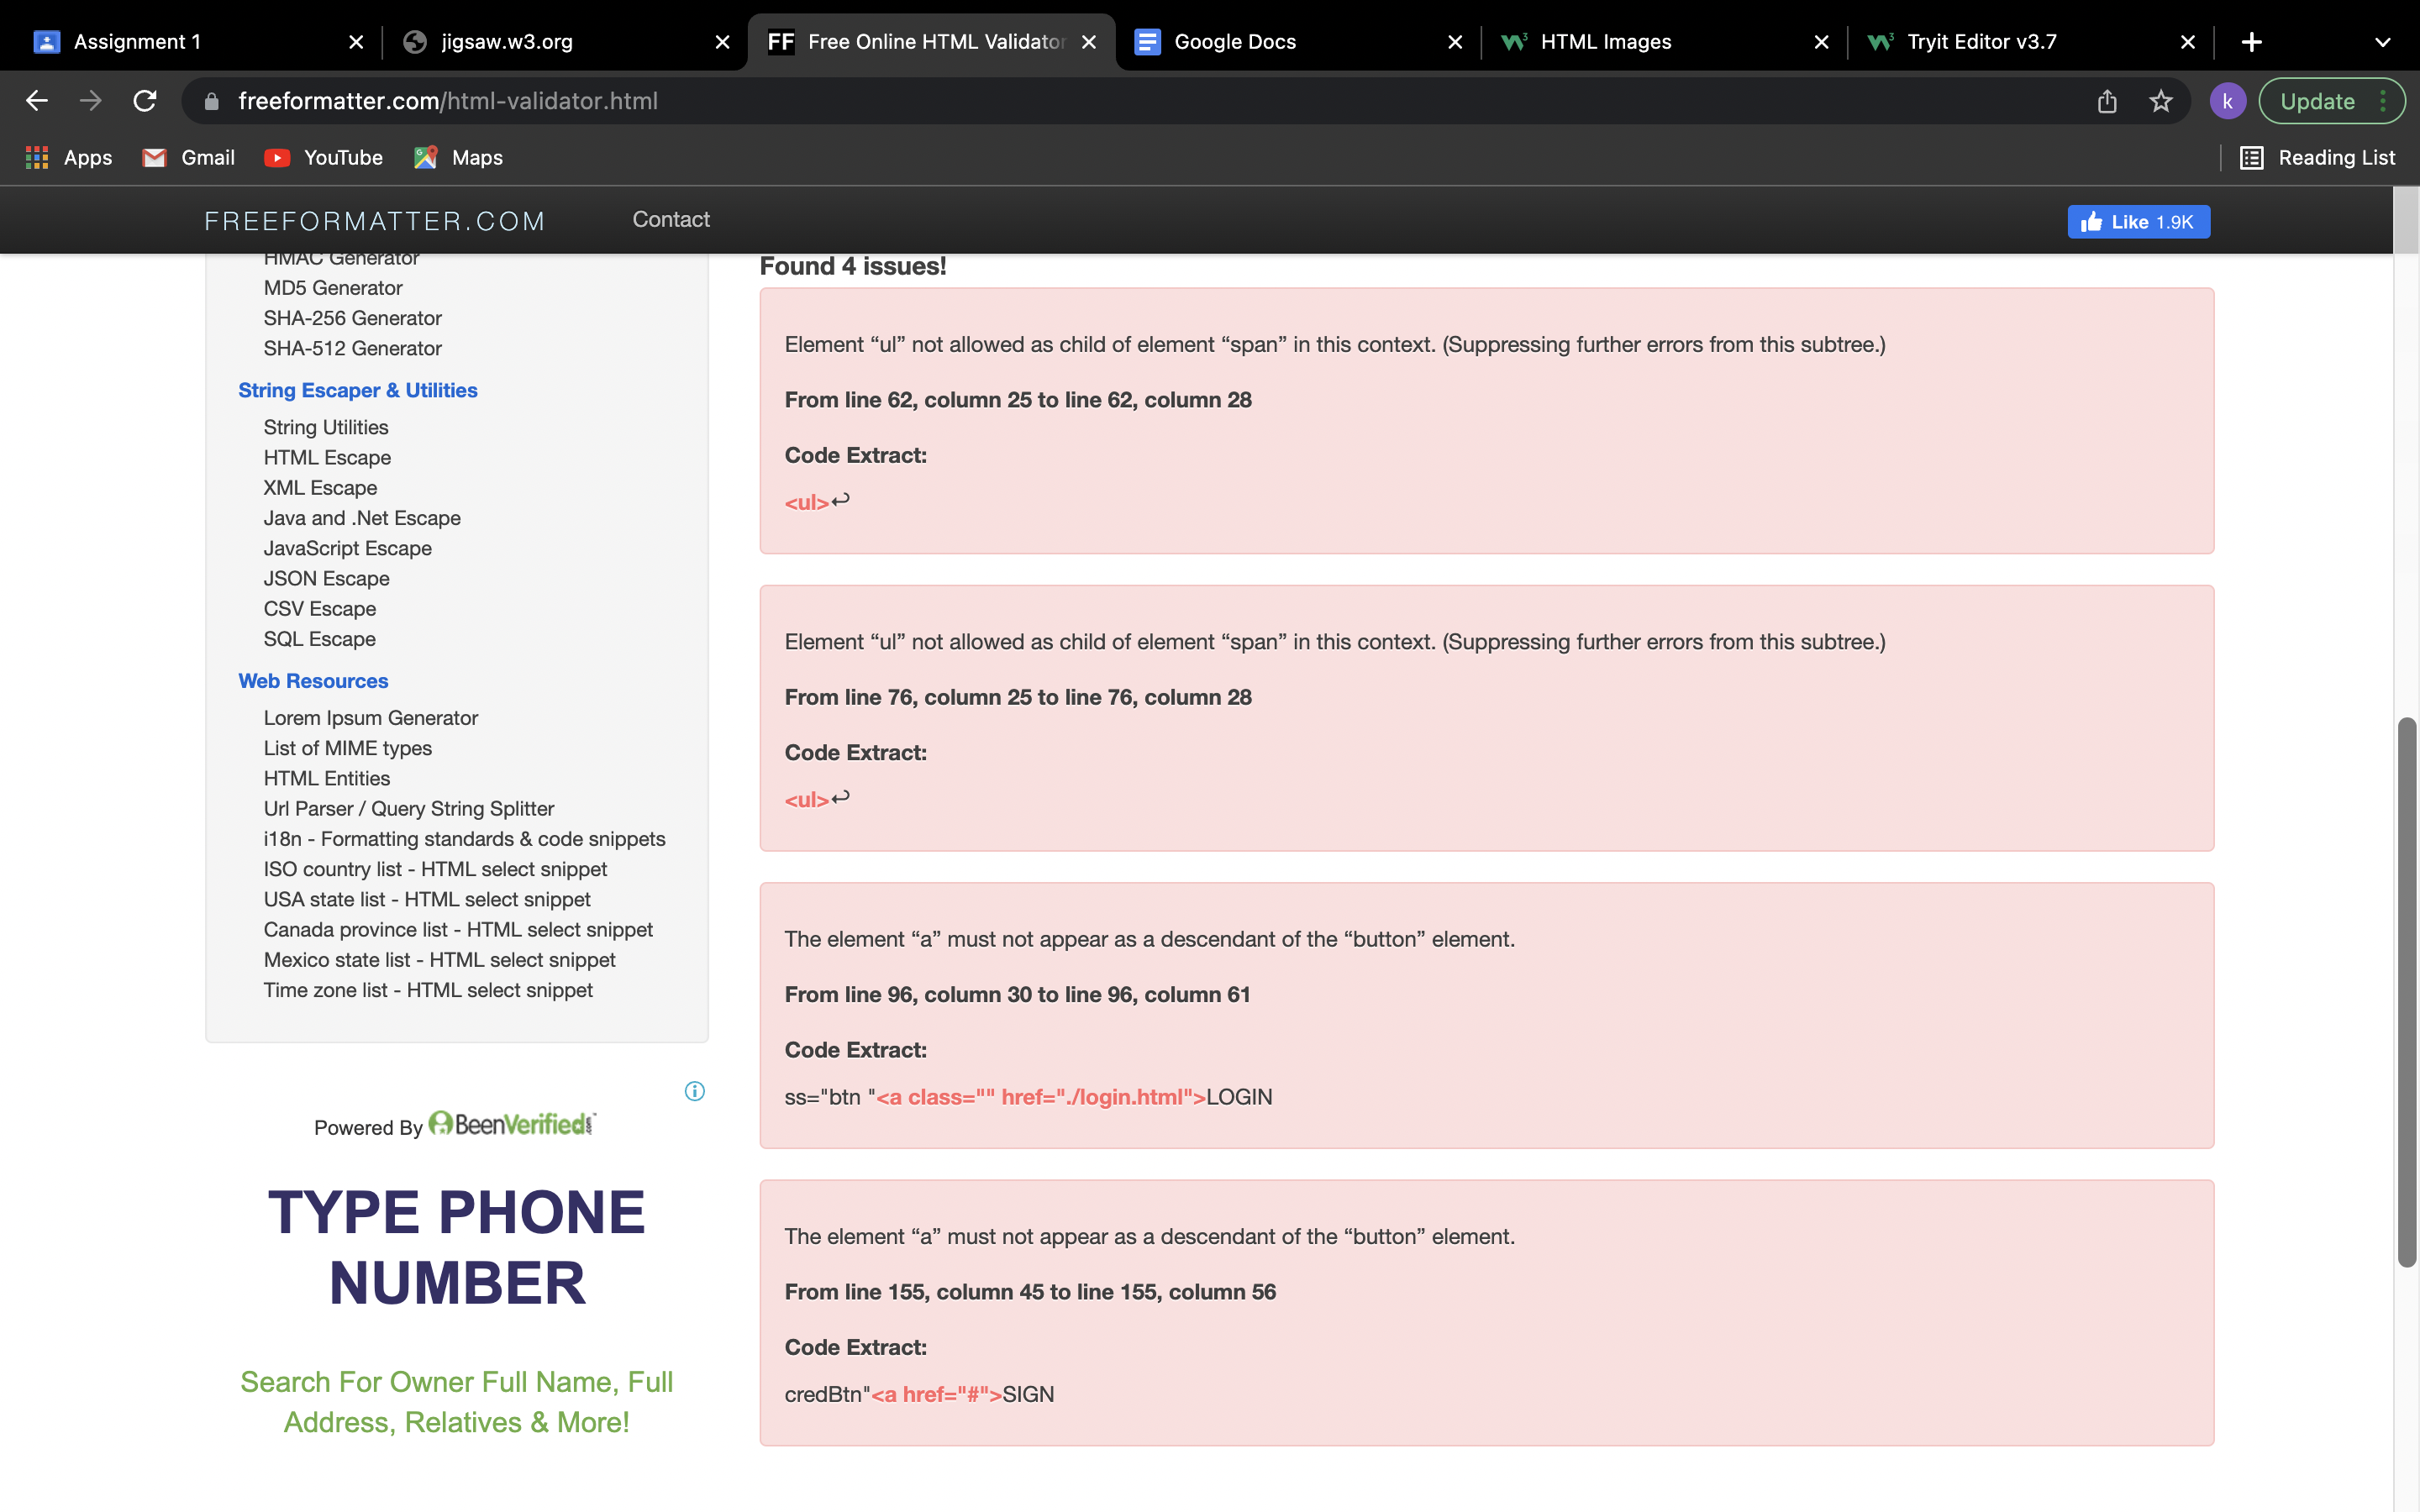 Assignment 1
jigsaw.w3.org
FF Free Online HTML Validator
Google Docs
HTML Images
Tryit Editor v3.7
freeformatter.com/html-validator.html
k
Update
Apps
Gmail
YouTube
Maps
Reading List
FREEFORMATTER.COM
Contact
Like 1.9K
HMAC Generator
MD5 Generator
SHA-256 Generator
SHA-512 Generator
String Escaper & Utilities
String Utilities
HTML Escape
XML Escape
Java and .Net Escape
JavaScript Escape
JSON Escape
CSV Escape
SQL Escape
Web Resources
Lorem Ipsum Generator
List of MIME types
HTML Entities
Url Parser / Query String Splitter
i18n - Formatting standards & code snippets
ISO country list - HTML select snippet
USA state list - HTML select snippet
Canada province list - HTML select snippet
Mexico state list - HTML select snippet
Time zone list - HTML select snippet
Powered By BeenVerified
TYPE PHONE
NUMBER
Search For Owner Full Name, Full
Address, Relatives & More!
Found 4 issues!
Element “ul” not allowed as child of element “span” in this context. (Suppressing further errors from this subtree.)
From line 62, column 25 to line 62, column 28
Code Extract:
<ul>↩
Element “ul” not allowed as child of element “span” in this context. (Suppressing further errors from this subtree.)
From line 76, column 25 to line 76, column 28
Code Extract:
<ul>↩
The element “a” must not appear as a descendant of the “button” element.
From line 96, column 30 to line 96, column 61
Code Extract:
ss="btn "<a class="" href="./login.html">LOGIN
The element “a” must not appear as a descendant of the “button” element.
From line 155, column 45 to line 155, column 56
Code Extract:
credBtn"<a href="#">SIGN